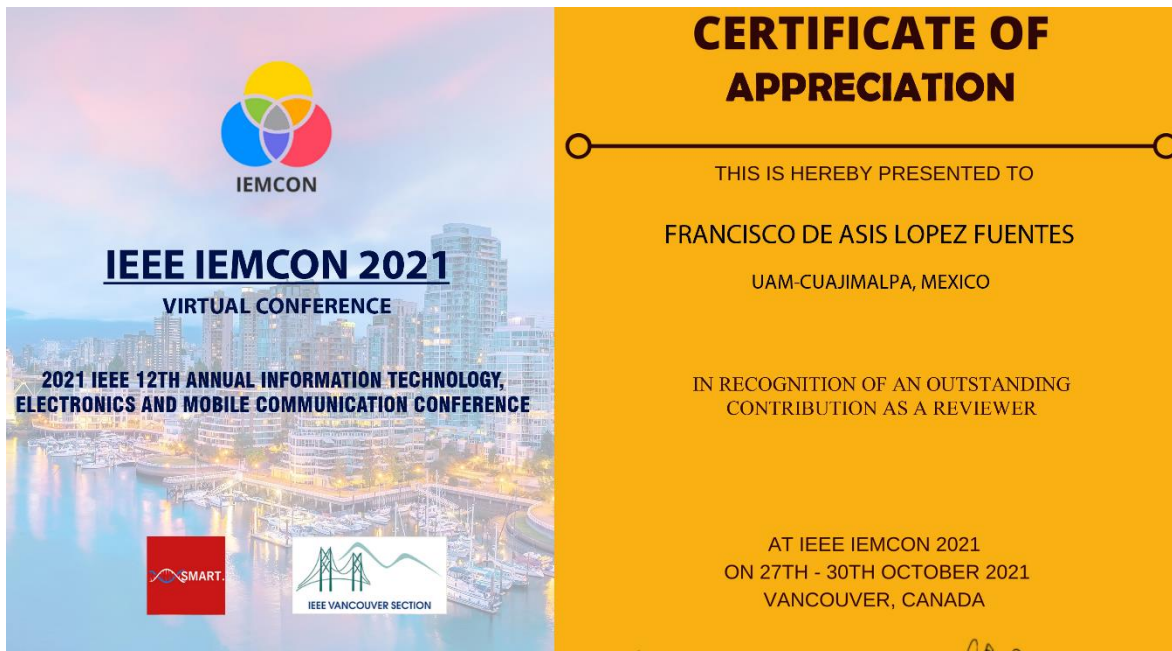 IEMCON
IEEE IEMCON 2021
VIRTUAL CONFERENCE
2021 IEEE 12TH ANNUAL INFORMATION TECHNOLOGY,
ELECTRONICS AND MOBILE COMMUNICATION CONFERENCE
SMART.
IEEE VANCOUVER SECTION
CERTIFICATE OF
APPRECIATION
THIS IS HEREBY PRESENTED TO
FRANCISCO DE ASIS LOPEZ FUENTES
UAM-CUAJIMALPA, MEXICO
IN RECOGNITION OF AN OUTSTANDING
CONTRIBUTION AS A REVIEWER
AT IEEE IEMCON 2021
ON 27TH - 30TH OCTOBER 2021
VANCOUVER, CANADA